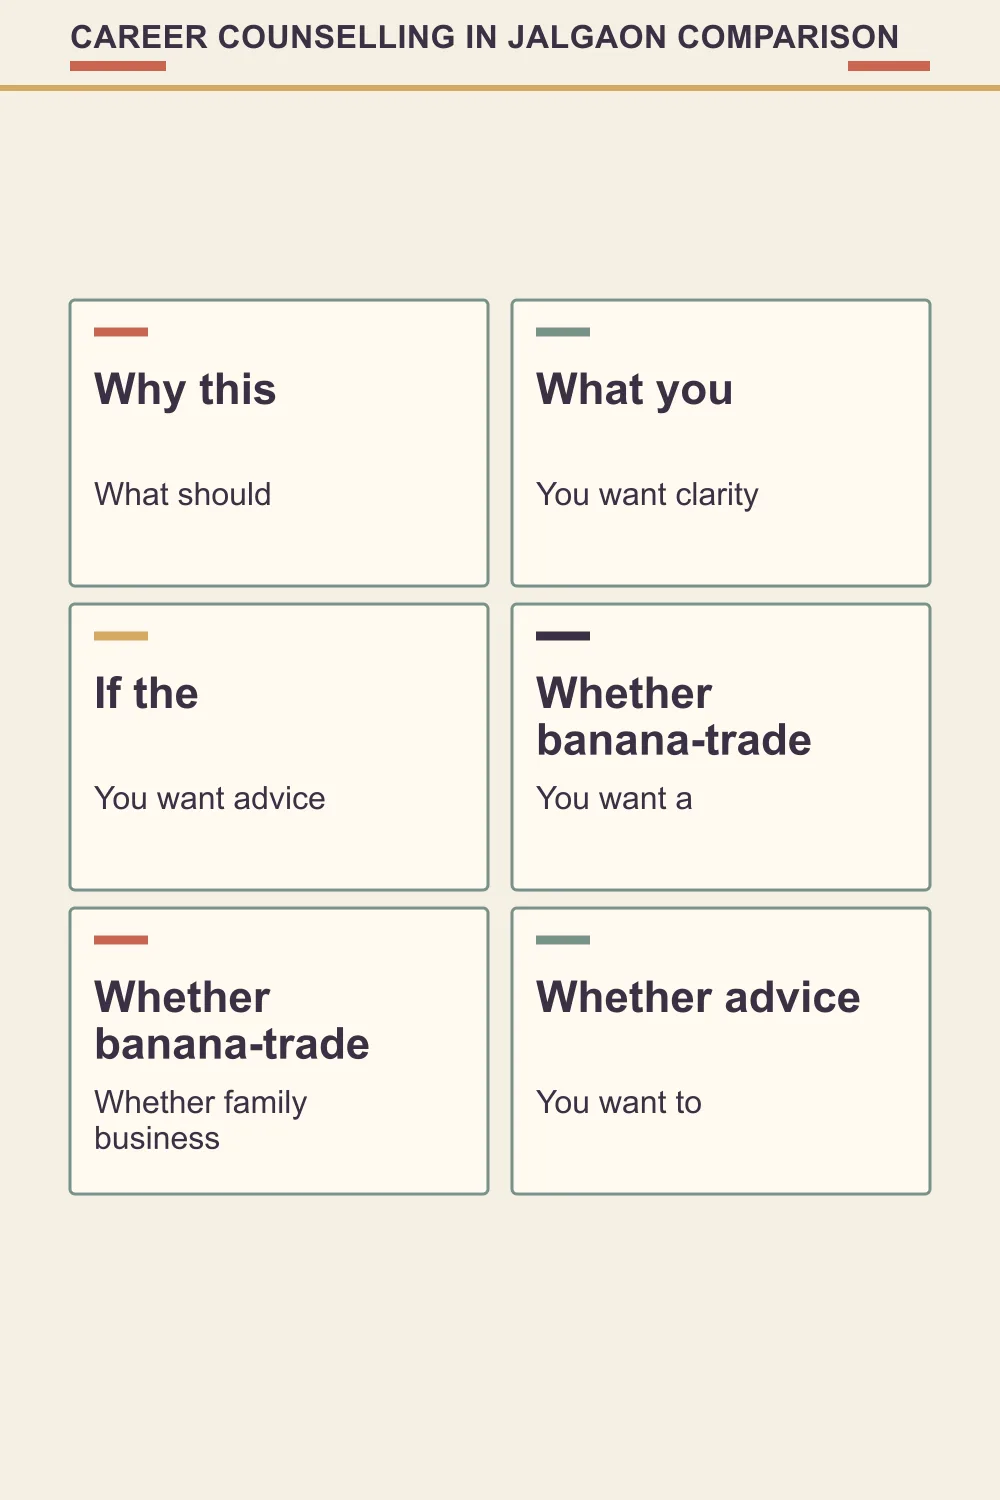 CAREER COUNSELLING IN JALGAON COMPARISON
Why this
What should
What you
You want clarity
If the
You want advice
Whether
banana-trade
You want a
Whether
banana-trade
Whether family
business
Whether advice
You want to